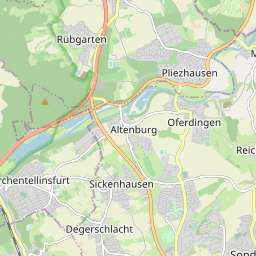 Rübgarten
Pliezhausen
M
Altenburg
Oferdingen
Reic
rchentellinsfurt
Sickenhausen
Degerschlacht
Sond